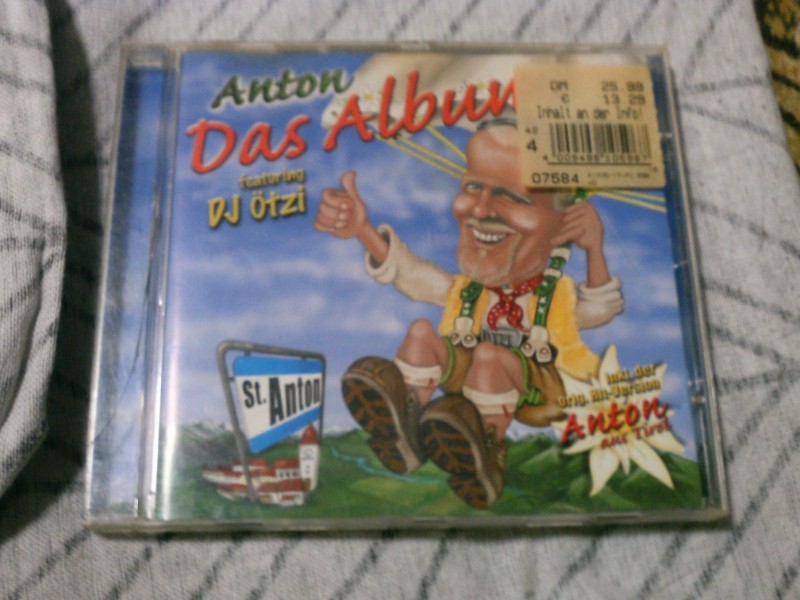 Anton
Das Album
featuring
DJ Ötzi
DM 25.99
€ 13.29
Inhalt an der Info!
07584
St. Anton
inkl. der
Orig. Hit-Version
Anton
aus Tirol